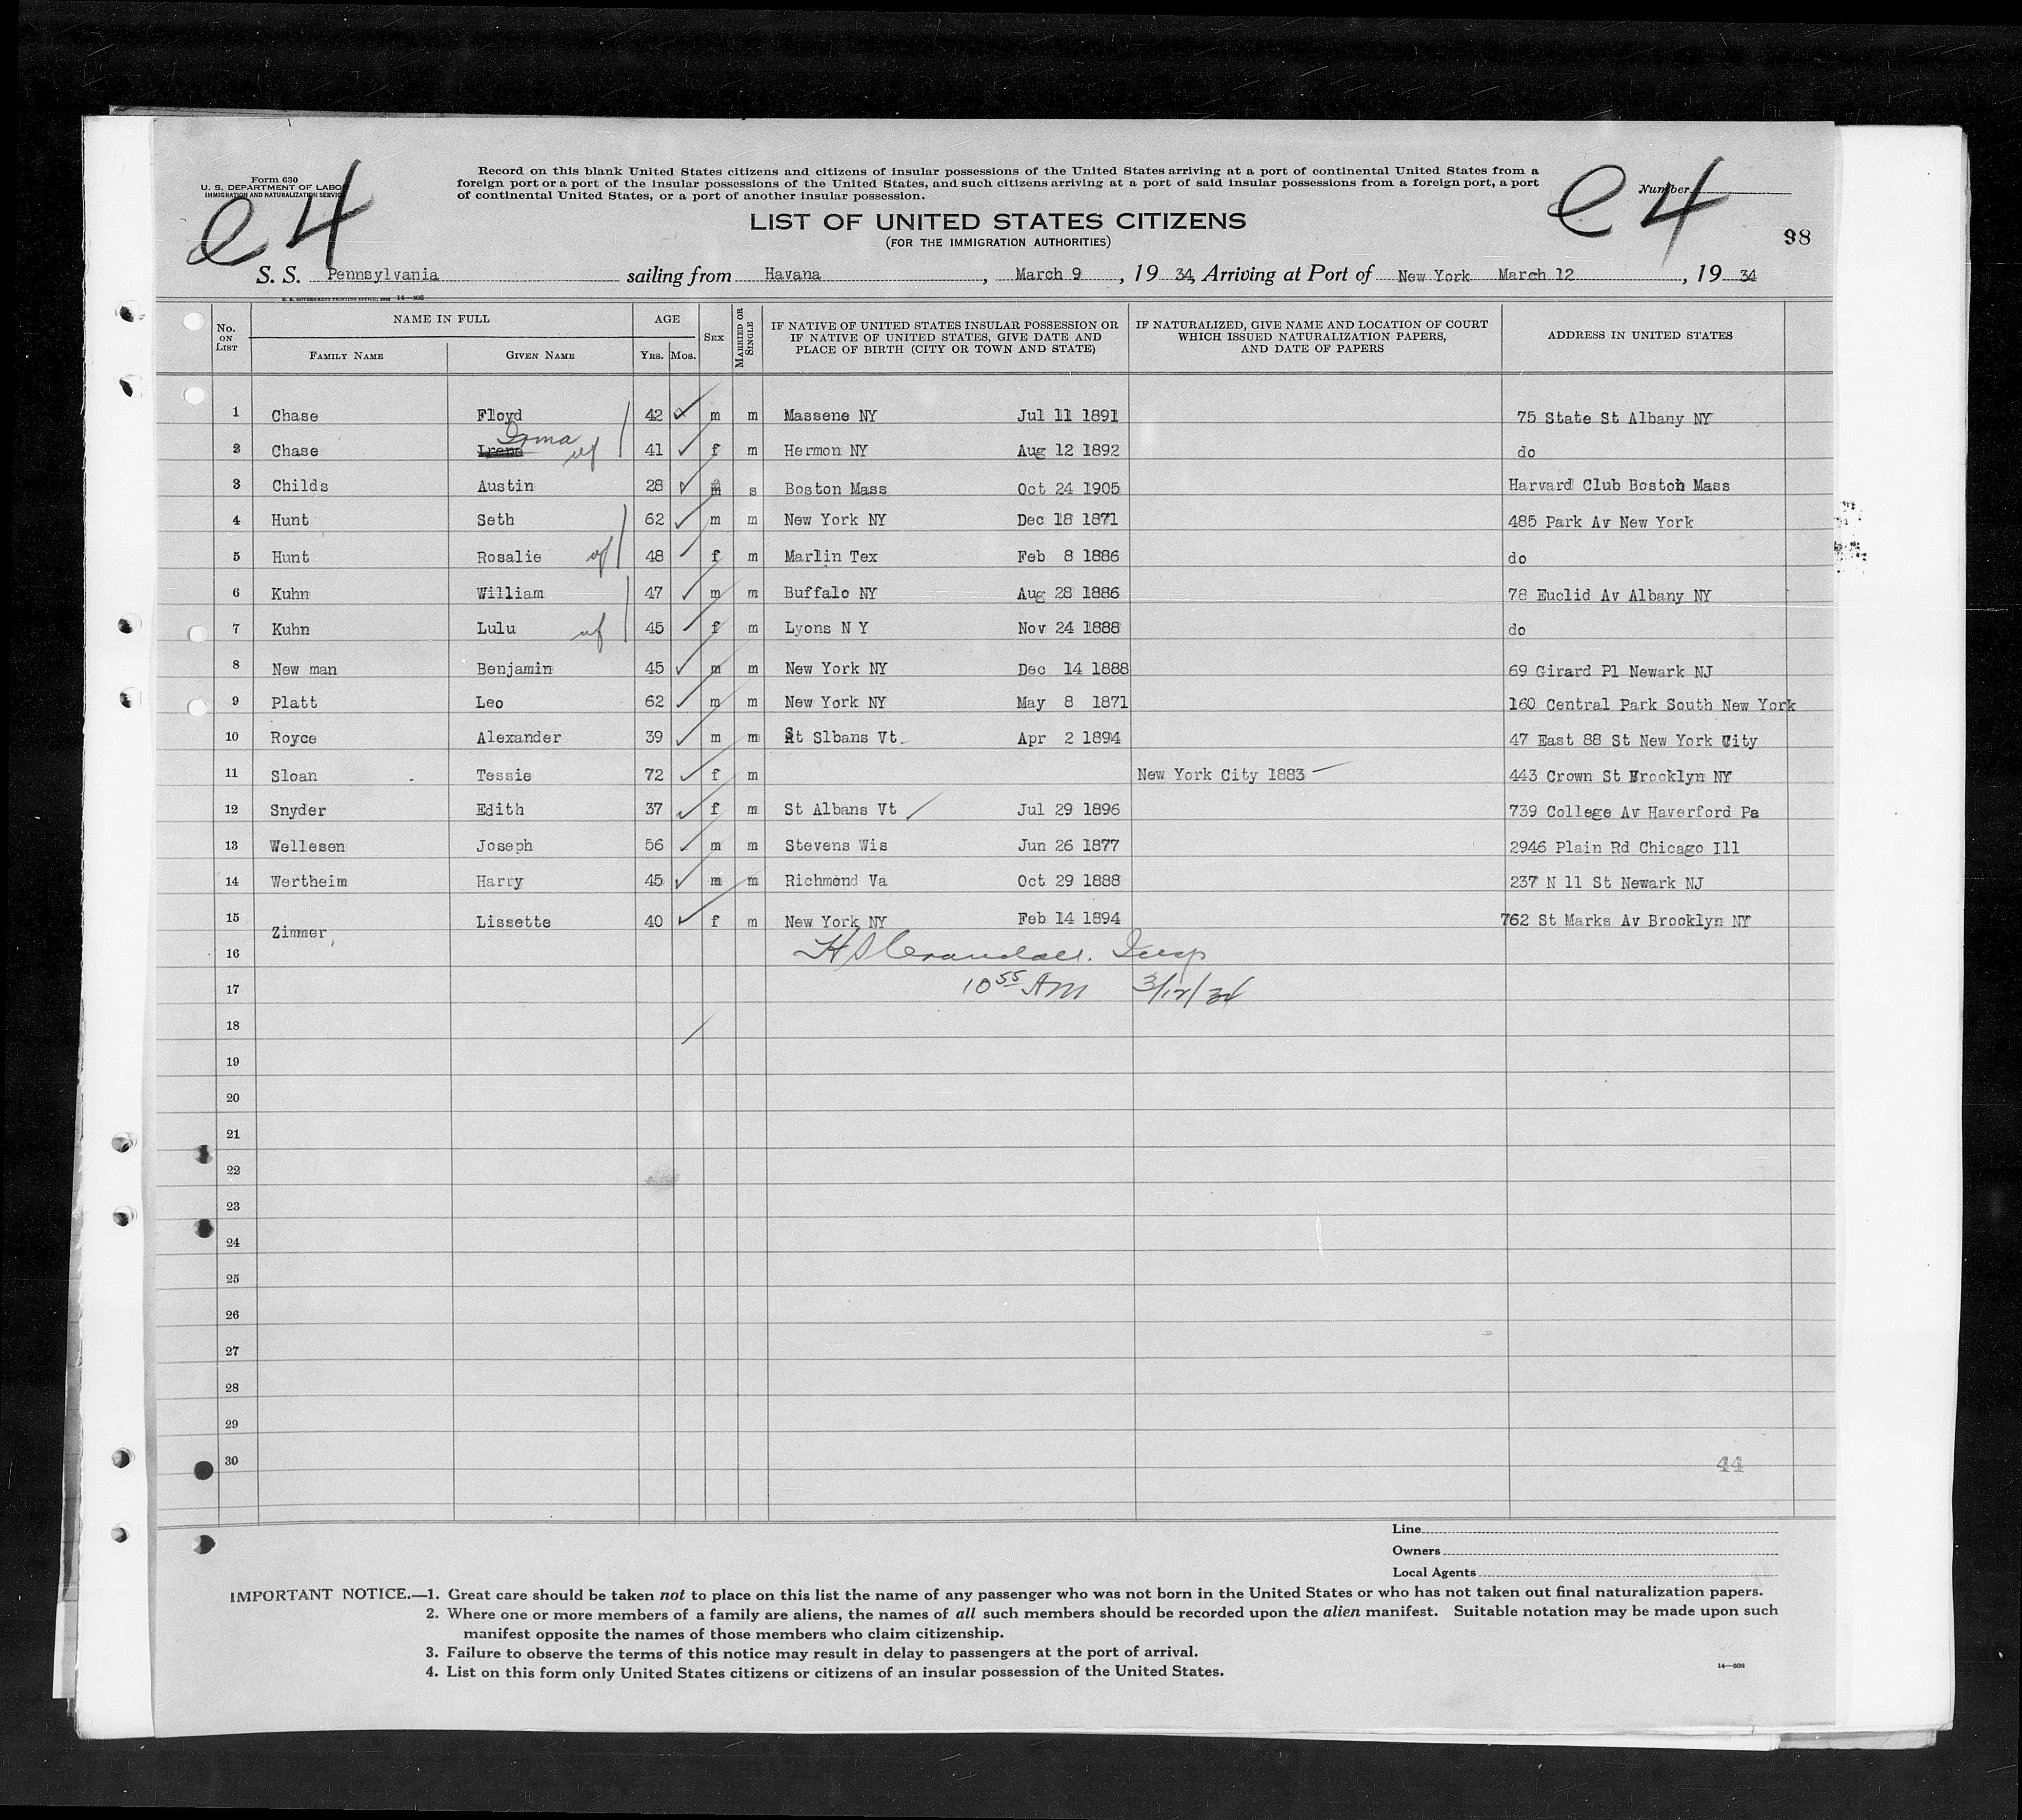 Form 630
U. S. DEPARTMENT OF LABOR
IMMIGRATION AND NATURALIZATION SERVICE
e 4
Record on this blank United States citizens and citizens of insular possessions of the United States arriving at a port of continental United States from a
foreign port or a port of the insular possessions of the United States, and such citizens arriving at a port of said insular possessions from a foreign port, a port
of continental United States, or a port of another insular possession.
e 4
Number
LIST OF UNITED STATES CITIZENS
(FOR THE IMMIGRATION AUTHORITIES)
98
S. S. Pennsylvania sailing from Havana, March 9, 19 34, Arriving at Port of New York March 12, 19 34
U. S. GOVERNMENT PRINTING OFFICE: 14—608
No. ON LIST NAME IN FULL AGE SEX MARRIED OR SINGLE IF NATIVE OF UNITED STATES INSULAR POSSESSION OR IF NATIVE OF UNITED STATES, GIVE DATE AND PLACE OF BIRTH (CITY OR TOWN AND STATE) IF NATURALIZED, GIVE NAME AND LOCATION OF COURT WHICH ISSUED NATURALIZATION PAPERS, AND DATE OF PAPERS ADDRESS IN UNITED STATES
FAMILY NAME GIVEN NAME YRS. MOS.
1 Chase Floyd 42 m m Massene NY Jul 11 1891 75 State St Albany NY
2 Chase Irene Irma wf 41 f m Hermon NY Aug 12 1892 do
3 Childs Austin 28 m s Boston Mass Oct 24 1905 Harvard Club Boston Mass
4 Hunt Seth 62 m m New York NY Dec 18 1871 485 Park Av New York
5 Hunt Rosalie wf 48 f m Marlin Tex Feb 8 1886 do
6 Kuhn William 47 m m Buffalo NY Aug 28 1886 78 Euclid Av Albany NY
7 Kuhn Lulu wf 45 f m Lyons N Y Nov 24 1888 do
8 New man Benjamin 45 m m New York NY Dec 14 1888 69 Girard Pl Newark NJ
9 Platt Leo 62 m m New York NY May 8 1871 160 Central Park South New York
10 Royce Alexander 39 m m St Slbans Vt Apr 2 1894 47 East 88 St New York City
11 Sloan Tessie 72 f m New York City 1883 443 Crown St Brooklyn NY
12 Snyder Edith 37 f m St Albans Vt Jul 29 1896 739 College Av Haverford Pa
13 Wellesen Joseph 56 m m Stevens Wis Jun 26 1877 2946 Plain Rd Chicago Ill
14 Wertheim Harry 45 m m Richmond Va Oct 29 1888 237 N 11 St Newark NJ
15 Zimmer Lissette 40 f m New York NY Feb 14 1894 762 St Marks Av Brooklyn NY
16 H S Crandall. Insp
17 10 55 AM 3/12/34
18
19
20
21
22
23
24
25
26
27
28
29
30
44
Line
Owners
Local Agents
IMPORTANT NOTICE.—1. Great care should be taken not to place on this list the name of any passenger who was not born in the United States or who has not taken out final naturalization papers.
2. Where one or more members of a family are aliens, the names of all such members should be recorded upon the alien manifest. Suitable notation may be made upon such
manifest opposite the names of those members who claim citizenship.
3. Failure to observe the terms of this notice may result in delay to passengers at the port of arrival.
4. List on this form only United States citizens or citizens of an insular possession of the United States.
14—608